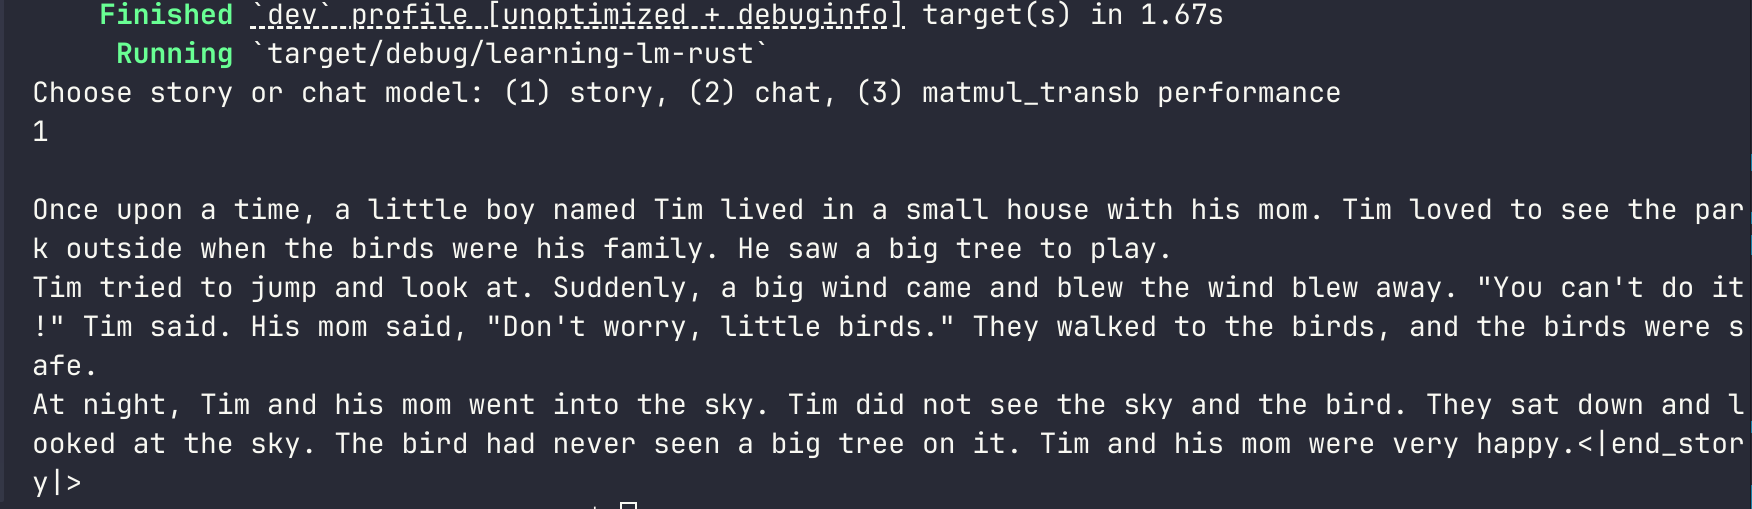 Finished `dev` profile [unoptimized + debuginfo] target(s) in 1.67s
Running `target/debug/learning-lm-rust`
Choose story or chat model: (1) story, (2) chat, (3) matmul_transb performance
1
Once upon a time, a little boy named Tim lived in a small house with his mom. Tim loved to see the par
k outside when the birds were his family. He saw a big tree to play.
Tim tried to jump and look at. Suddenly, a big wind came and blew the wind blew away. "You can't do it
!" Tim said. His mom said, "Don't worry, little birds." They walked to the birds, and the birds were s
afe.
At night, Tim and his mom went into the sky. Tim did not see the sky and the bird. They sat down and l
ooked at the sky. The bird had never seen a big tree on it. Tim and his mom were very happy.<|end_stor
y|>